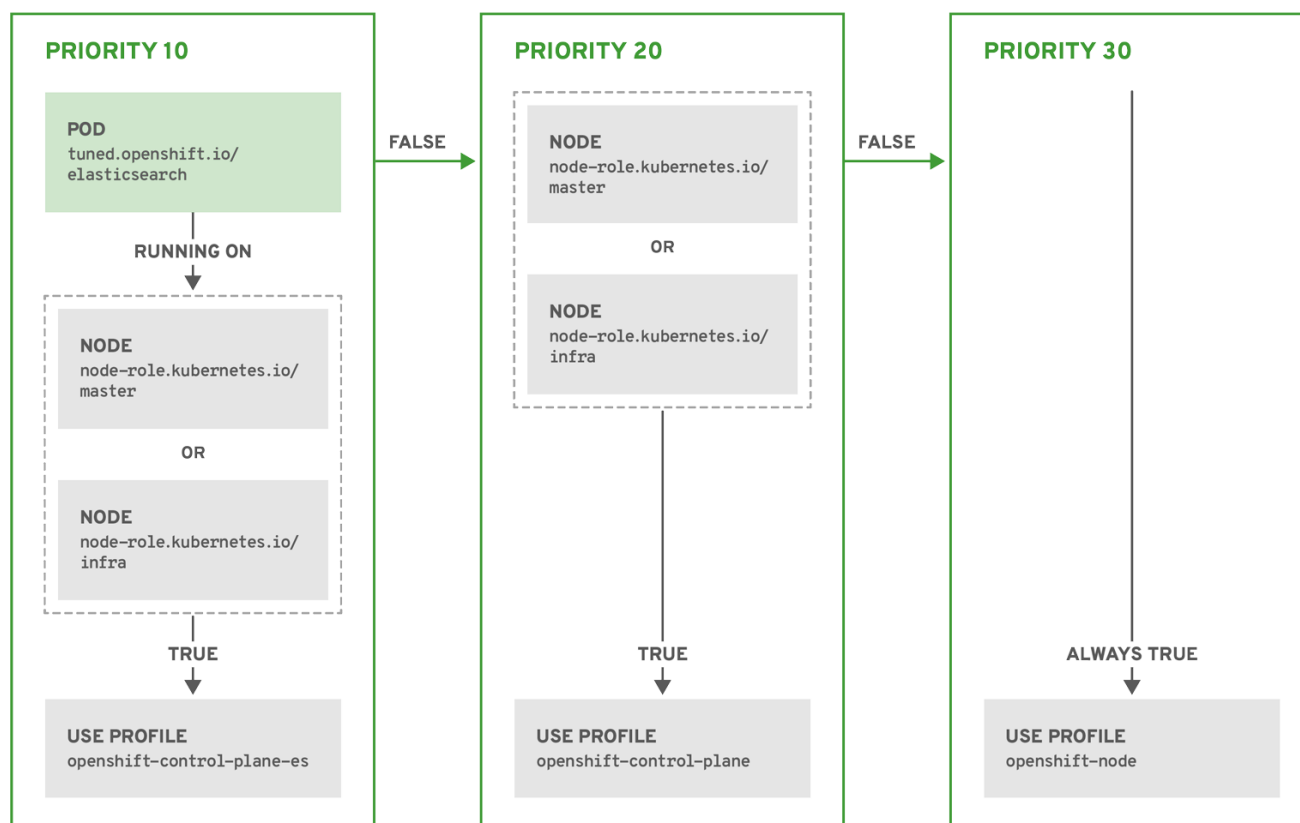 PRIORITY 10
POD
tuned.openshift.io/
elasticsearch
RUNNING ON
NODE
node-role.kubernetes.io/
master
OR
NODE
node-role.kubernetes.io/
infra
TRUE
USE PROFILE
openshift-control-plane-es
FALSE
PRIORITY 20
NODE
node-role.kubernetes.io/
master
OR
NODE
node-role.kubernetes.io/
infra
TRUE
USE PROFILE
openshift-control-plane
FALSE
PRIORITY 30
ALWAYS TRUE
USE PROFILE
openshift-node